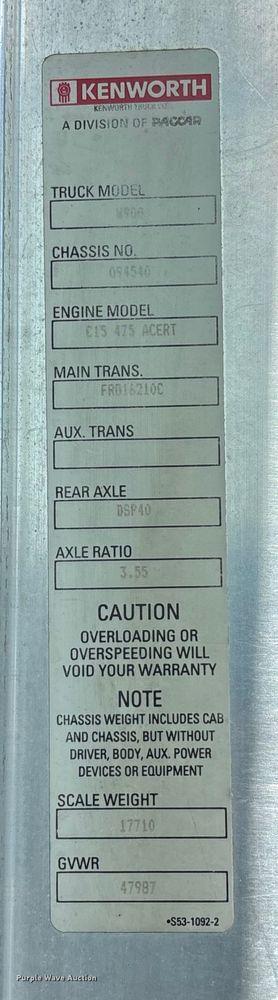 KENWORTH
KENWORTH TRUCK CO.
A DIVISION OF PACCAR
TRUCK MODEL
W900
CHASSIS NO.
094540
ENGINE MODEL
C15 475 ACERT
MAIN TRANS.
FRO16210C
AUX. TRANS
REAR AXLE
DSP40
AXLE RATIO
3.55
CAUTION
OVERLOADING OR
OVERSPEEDING WILL
VOID YOUR WARRANTY
NOTE
CHASSIS WEIGHT INCLUDES CAB
AND CHASSIS, BUT WITHOUT
DRIVER, BODY, AUX. POWER
DEVICES OR EQUIPMENT
SCALE WEIGHT
17710
GVWR
47987
•S53-1092-2
Purple Wave Auction